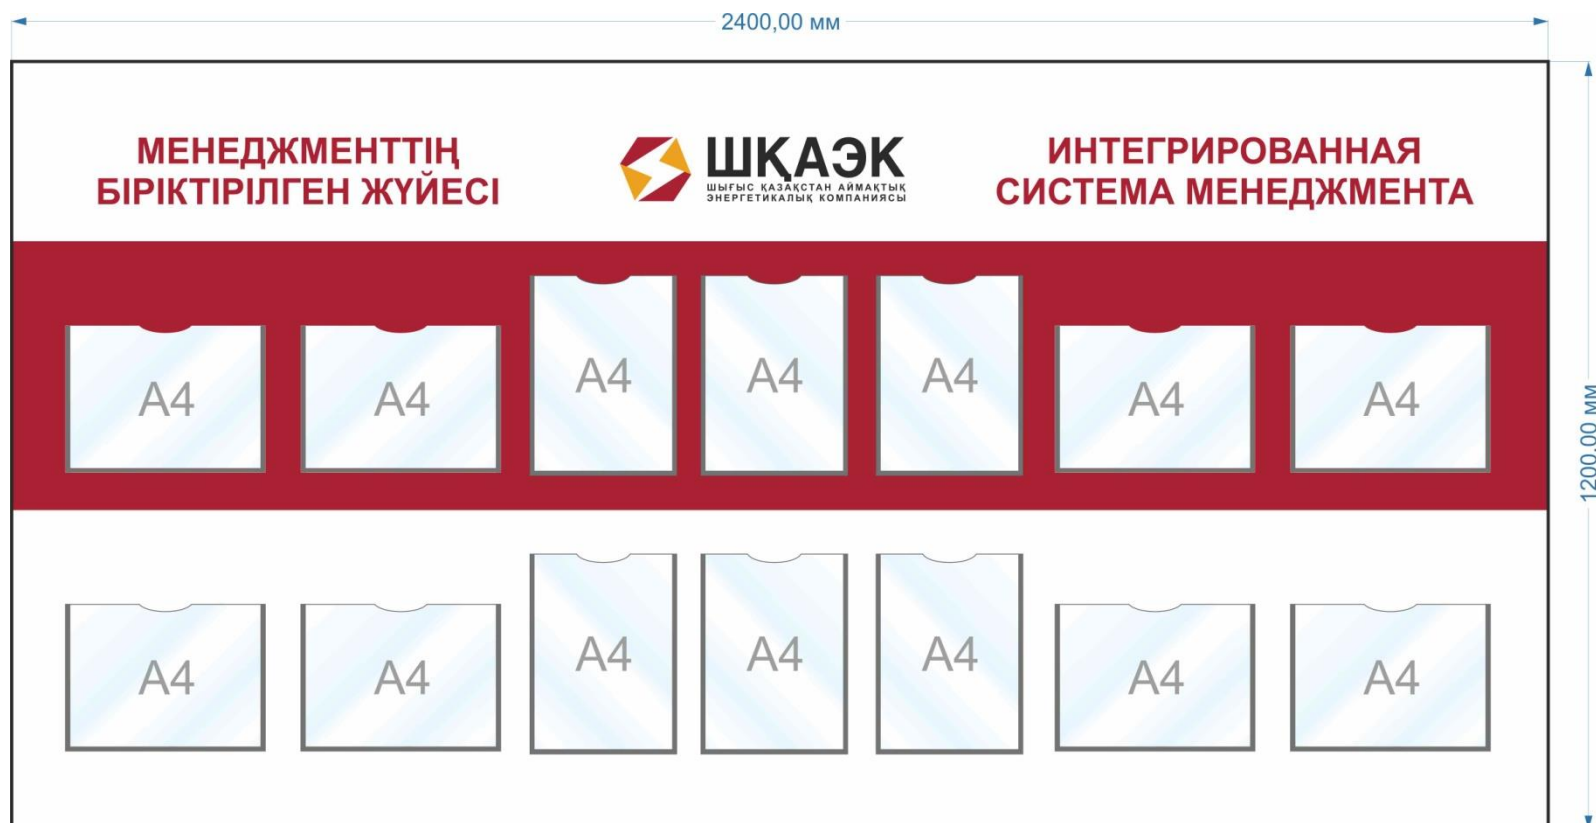 2400,00 мм
МЕНЕДЖМЕНТТІҢ
БІРІКТІРІЛГЕН ЖҮЙЕСІ
ШҚАЭК
ШЫҒЫС ҚАЗАҚСТАН АЙМАҚТЫҚ
ЭНЕРГЕТИКАЛЫҚ КОМПАНИЯСЫ
ИНТЕГРИРОВАННАЯ
СИСТЕМА МЕНЕДЖМЕНТА
1200,00 мм
А4
А4
А4
А4
А4
А4
А4
А4
А4
А4
А4
А4
А4
А4